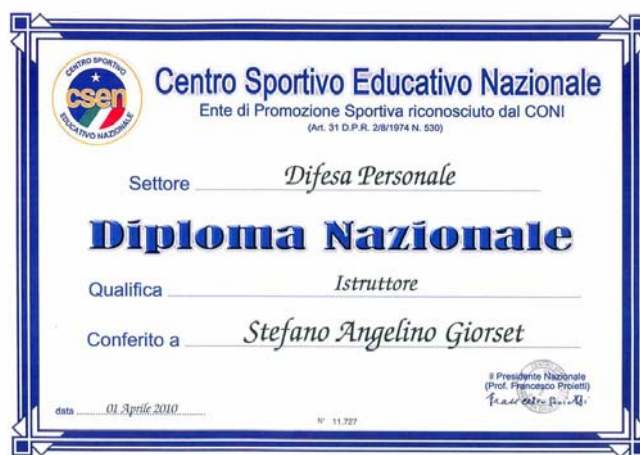 CENTRO SPORTIVO
csen
EDUCATIVO NAZIONALE
Centro Sportivo Educativo Nazionale
Ente di Promozione Sportiva riconosciuto dal CONI
(Art. 31 D.P.R. 2/8/1974 N. 530)
Settore Difesa Personale
Diploma Nazionale
Qualifica Istruttore
Conferito a Stefano Angelino Giorset
il Presidente Nazionale
(Prof. Francesco Proietti)
Francesco Proietti
data 01 Aprile 2010
N° 11.727